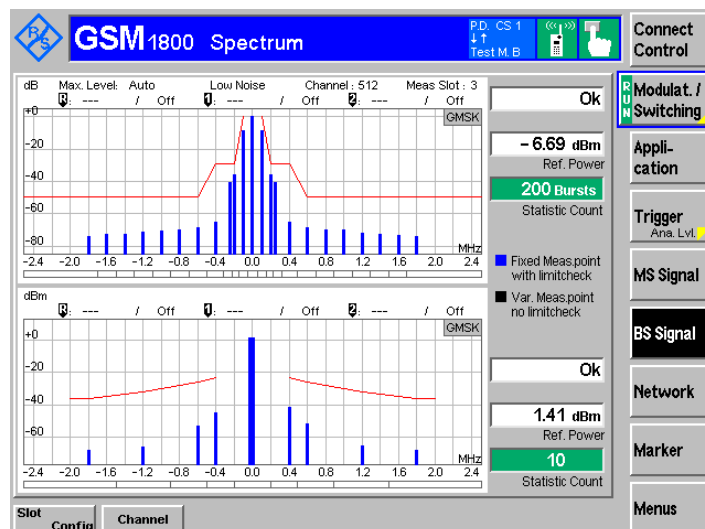 R&S GSM 1800 Spectrum
P.D. CS 1
Test M. B
Connect Control
dB Max. Level: Auto Low Noise Channel : 512 Meas Slot : 3
R: --- / Off 1: --- / Off 2: --- / Off
GMSK
+0
-20
-40
-60
-80
MHz
-2.4 -2.0 -1.6 -1.2 -0.8 -0.4 0.0 0.4 0.8 1.2 1.6 2.0 2.4
Ok
-6.69 dBm
Ref. Power
200 Bursts
Statistic Count
Fixed Meas.point
with limitcheck
Var. Meas.point
no limitcheck
dBm
R: --- / Off 1: --- / Off 2: --- / Off
GMSK
+0
-20
-40
-60
MHz
-2.4 -2.0 -1.6 -1.2 -0.8 -0.4 0.0 0.4 0.8 1.2 1.6 2.0 2.4
Ok
1.41 dBm
Ref. Power
10
Statistic Count
RUN
Modulat. /
Switching
Appli-
cation
Trigger
Ana. Lvl.
MS Signal
BS Signal
Network
Marker
Menus
Slot
Config
Channel